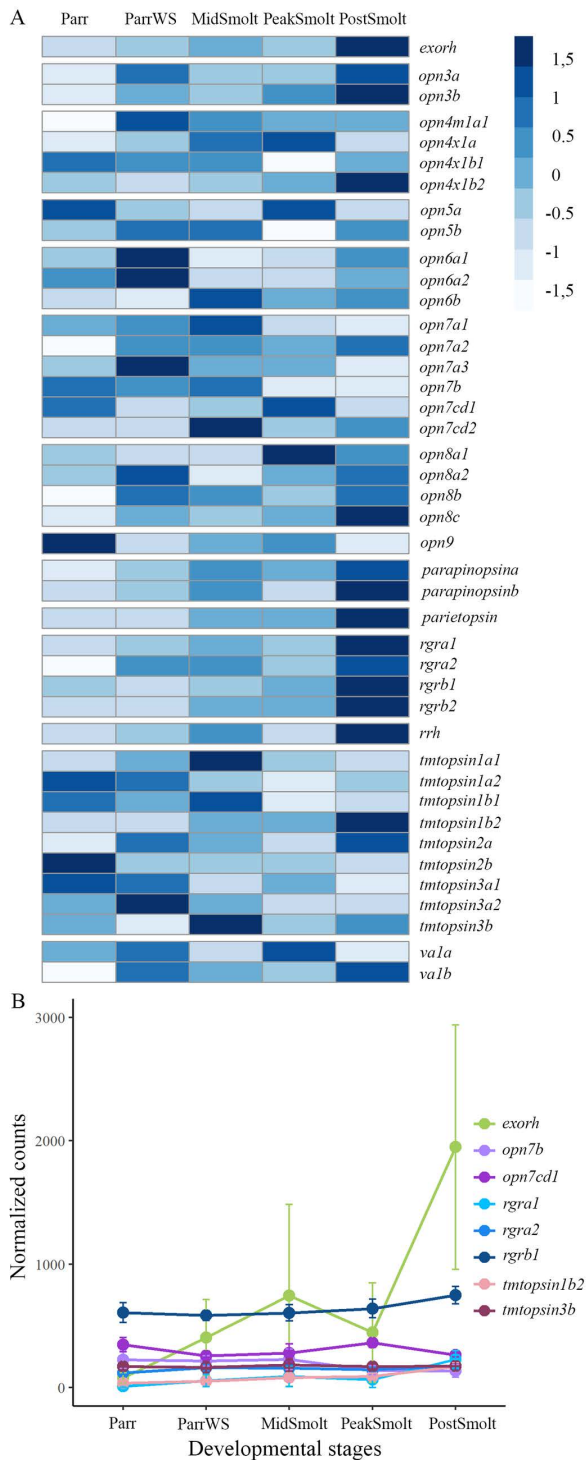 A
Parr ParrWS MidSmolt PeakSmolt PostSmolt
exorh
opn3a
opn3b
opn4m1a1
opn4x1a
opn4x1b1
opn4x1b2
opn5a
opn5b
opn6a1
opn6a2
opn6b
opn7a1
opn7a2
opn7a3
opn7b
opn7cd1
opn7cd2
opn8a1
opn8a2
opn8b
opn8c
opn9
parapinopsina
parapinopsinb
parietopsin
rgra1
rgra2
rgrb1
rgrb2
rrh
tmtopsin1a1
tmtopsin1a2
tmtopsin1b1
tmtopsin1b2
tmtopsin2a
tmtopsin2b
tmtopsin3a1
tmtopsin3a2
tmtopsin3b
va1a
va1b
1,5
1
0.5
0
-0.5
-1
-1,5
B
Normalized counts
3000
2000
1000
0
Parr ParrWS MidSmolt PeakSmolt PostSmolt
Developmental stages
exorh
opn7b
opn7cd1
rgra1
rgra2
rgrb1
tmtopsin1b2
tmtopsin3b